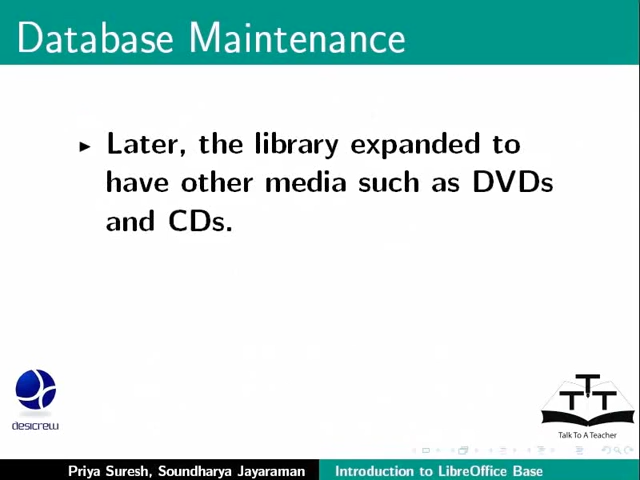 Database Maintenance
Later, the library expanded to
have other media such as DVDs
and CDs.
desicrew
TTT
Talk To A Teacher
Priya Suresh, Soundharya Jayaraman
Introduction to LibreOffice Base